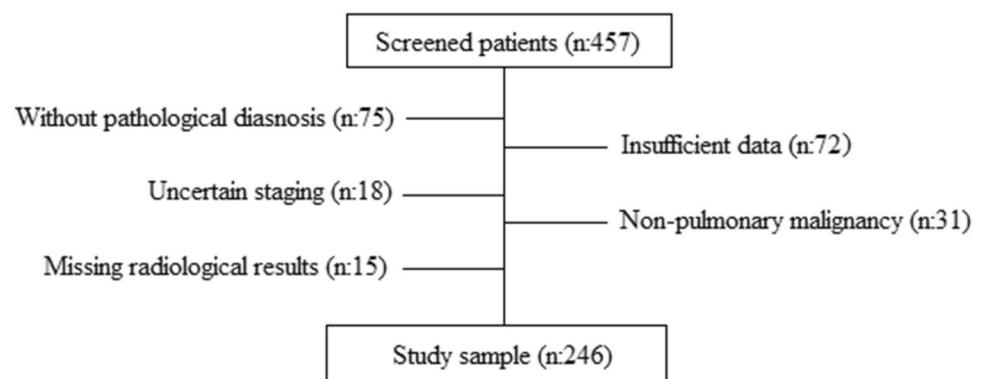 Screened patients (n:457)
Without pathological diasnosis (n:75)
Insufficient data (n:72)
Uncertain staging (n:18)
Non-pulmonary malignancy (n:31)
Missing radiological results (n:15)
Study sample (n:246)